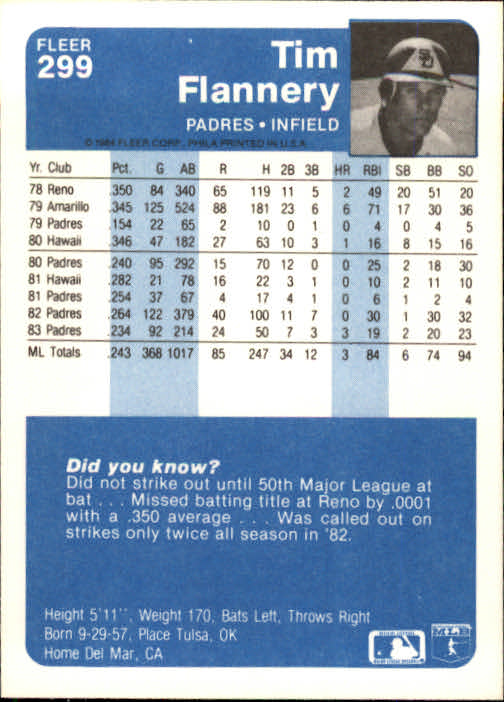 FLEER
299
Tim
Flannery
PADRES • INFIELD
© 1984 FLEER CORP. PHILA PRINTED IN U.S.A.
Yr. Club Pct. G AB R H 2B 3B HR RBI SB BB SO
78 Reno .350 84 340 65 119 11 5 2 49 20 51 20
79 Amarillo .345 125 524 88 181 23 6 6 71 17 30 36
79 Padres .154 22 65 2 10 0 1 0 4 0 4 5
80 Hawaii .346 47 182 27 63 10 3 1 16 8 15 16
80 Padres .240 95 292 15 70 12 0 0 25 2 18 30
81 Hawaii .282 21 78 16 22 3 1 0 10 2 11 10
81 Padres .254 37 67 4 17 4 1 0 6 1 2 4
82 Padres .264 122 379 40 100 11 7 0 30 1 30 32
83 Padres .234 92 214 24 50 7 3 3 19 2 20 23
ML Totals .243 368 1017 85 247 34 12 3 84 6 74 94
Did you know?
Did not strike out until 50th Major League at
bat . . . Missed batting title at Reno by .0001
with a .350 average . . . Was called out on
strikes only twice all season in '82.
Height 5'11", Weight 170, Bats Left, Throws Right
Born 9-29-57, Place Tulsa, OK
Home Del Mar, CA